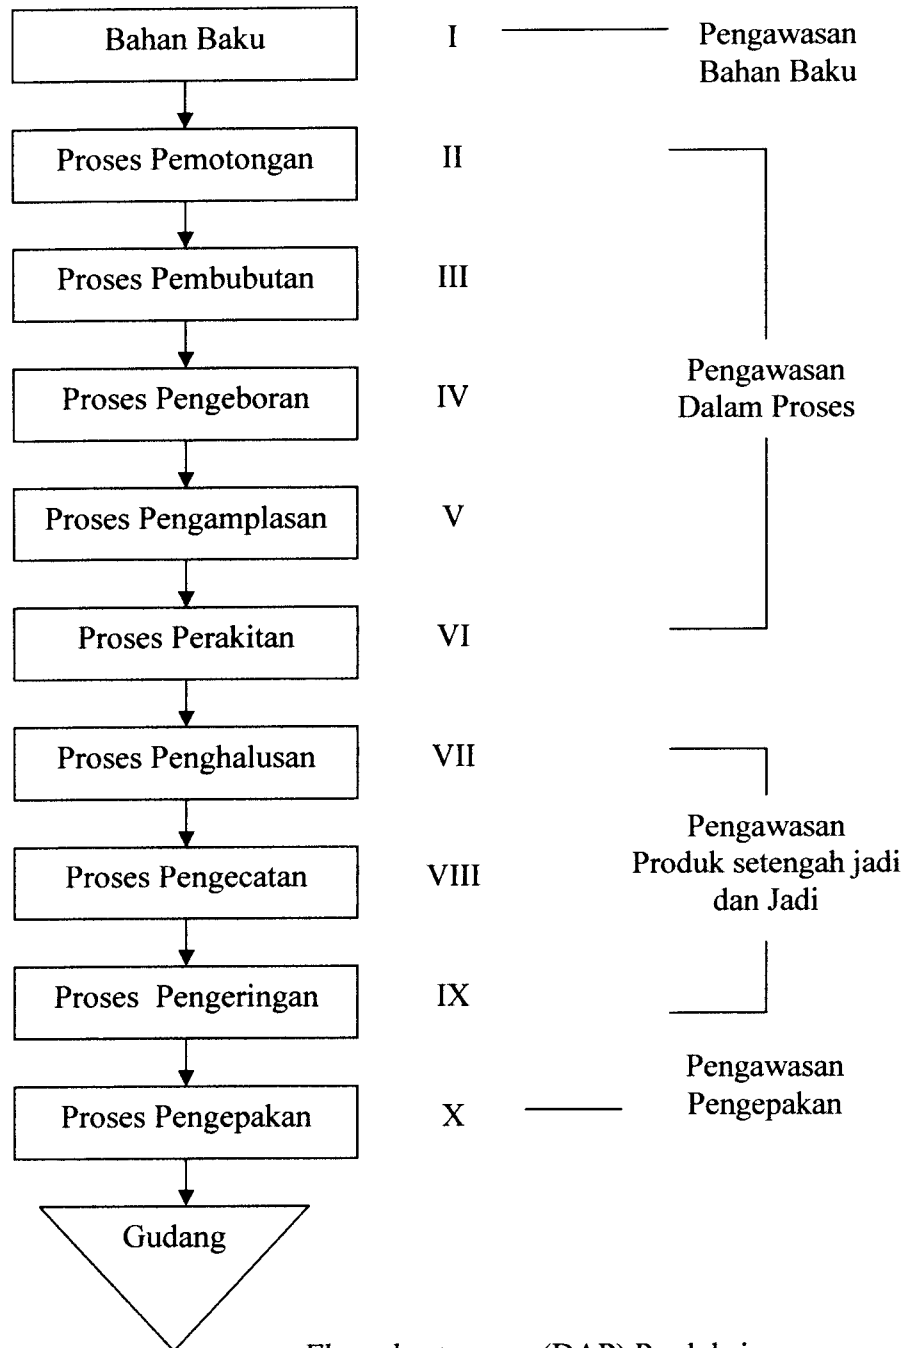 Bahan Baku
I
Pengawasan
Bahan Baku
Proses Pemotongan
II
Proses Pembubutan
III
Proses Pengeboran
IV
Pengawasan
Dalam Proses
Proses Pengamplasan
V
Proses Perakitan
VI
Proses Penghalusan
VII
Pengawasan
Produk setengah jadi
dan Jadi
Proses Pengecatan
VIII
Proses Pengeringan
IX
Pengawasan
Pengepakan
Proses Pengepakan
X
Gudang
(DAP)